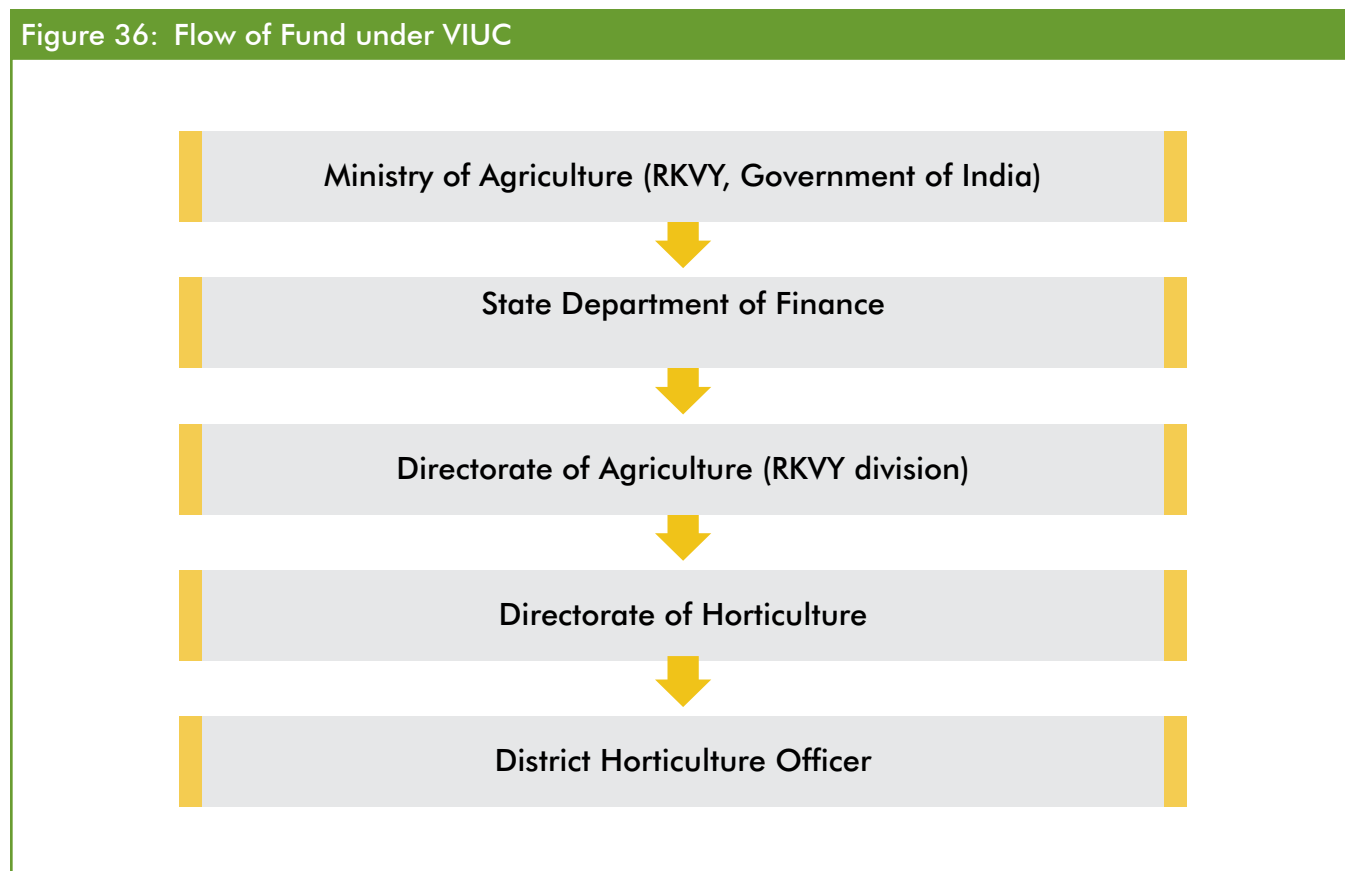 Figure 36: Flow of Fund under VIUC
Ministry of Agriculture (RKVY, Government of India)
State Department of Finance
Directorate of Agriculture (RKVY division)
Directorate of Horticulture
District Horticulture Officer